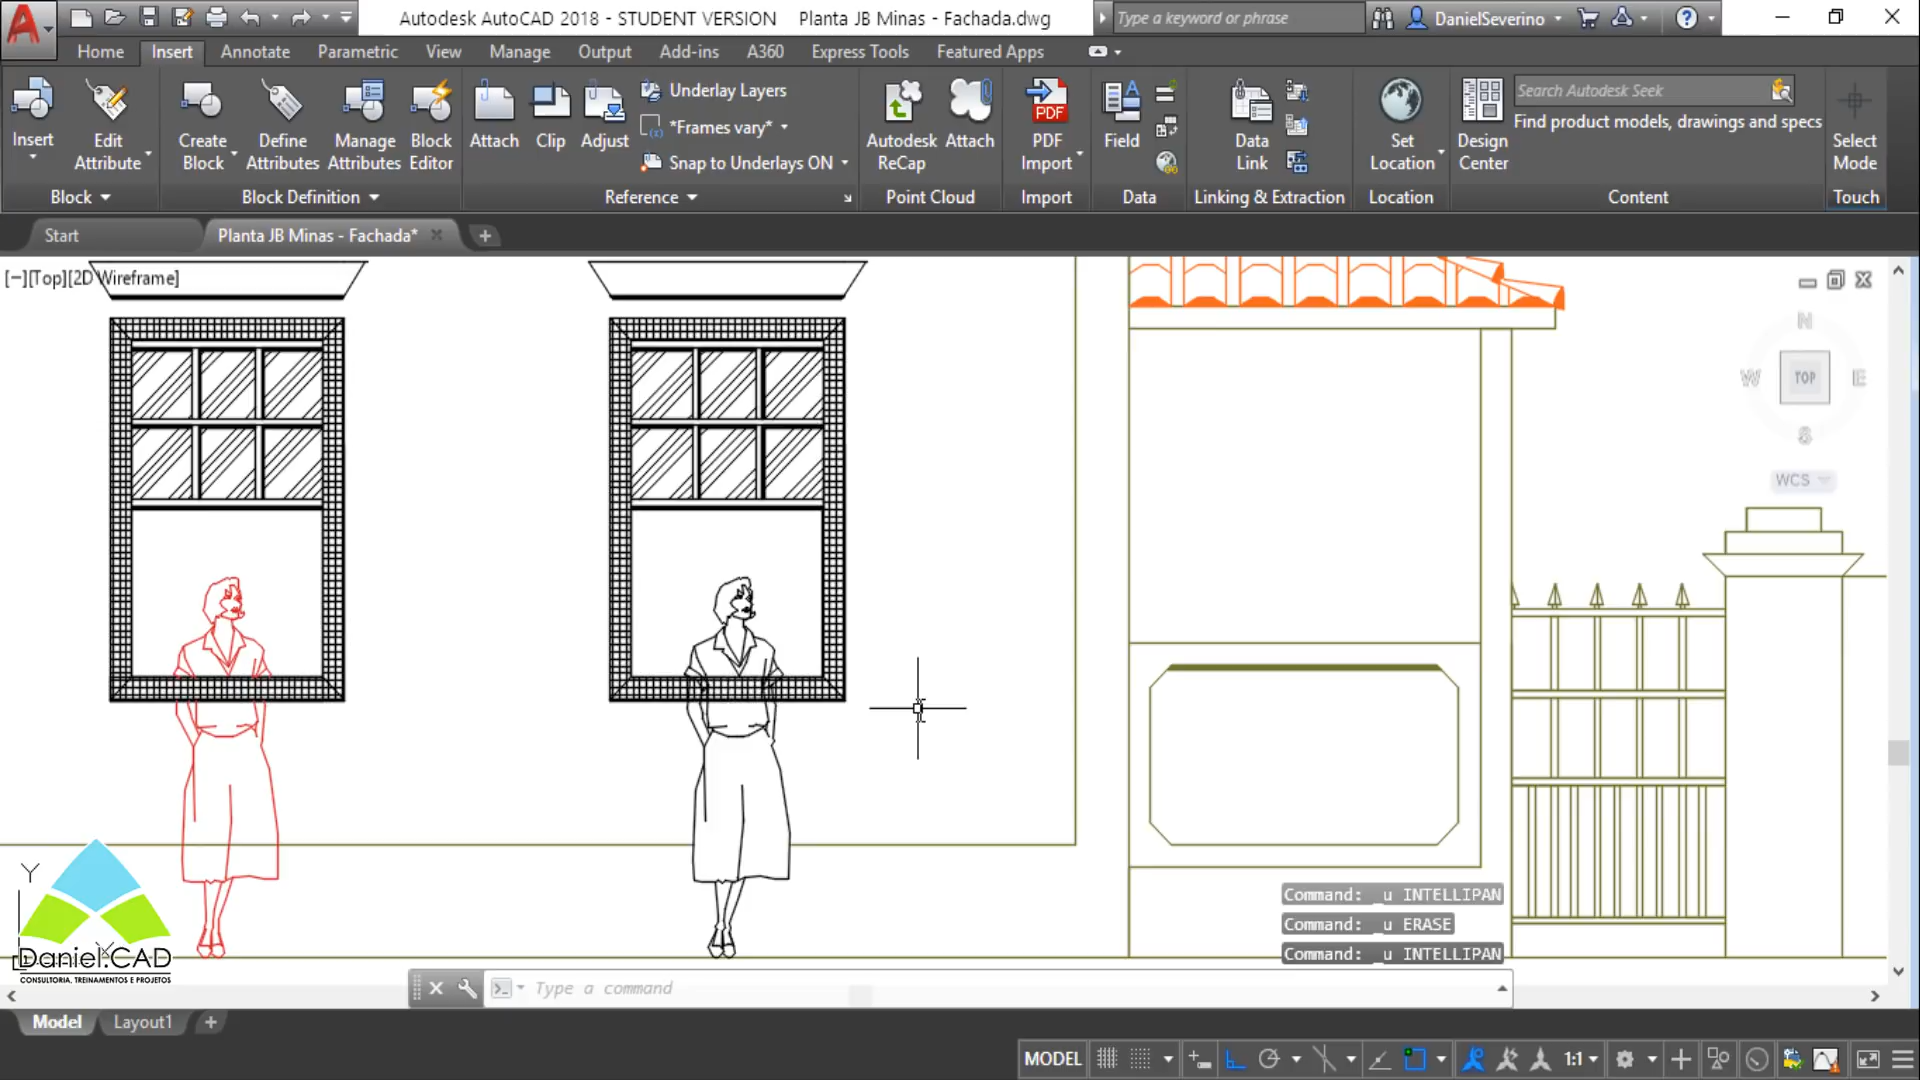 Autodesk AutoCAD 2018 - STUDENT VERSION Planta JB Minas - Fachada.dwg
Type a keyword or phrase
DanielSeverino
Home Insert Annotate Parametric View Manage Output Add-ins A360 Express Tools Featured Apps
Insert
Edit
Attribute
Create
Block
Define
Attributes
Manage
Attributes
Block
Editor
Attach
Clip
Adjust
Underlay Layers
*Frames vary*
Snap to Underlays ON
Autodesk
ReCap
Attach
PDF
PDF
Import
Field
Data
Link
Set
Location
Design
Center
Search Autodesk Seek
Find product models, drawings and specs
Select
Mode
Block
Block Definition
Reference
Point Cloud
Import
Data
Linking & Extraction
Location
Content
Touch
Start
Planta JB Minas - Fachada*
[−][Top][2D Wireframe]
N
W
TOP
E
S
WCS
Y
X
Daniel.CAD
CONSULTORIA, TREINAMENTOS E PROJETOS
Command: _u INTELLIPAN
Command: _u ERASE
Command: _u INTELLIPAN
Type a command
Model
Layout1
MODEL
1:1